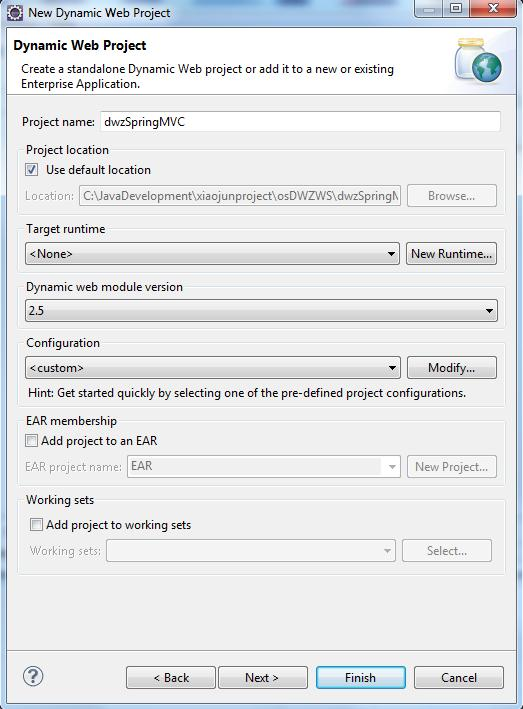 New Dynamic Web Project
Dynamic Web Project
Create a standalone Dynamic Web project or add it to a new or existing
Enterprise Application.
Project name: dwzSpringMVC
Project location
Use default location
Location: C:\JavaDevelopment\xiaojunproject\osDWZWS\dwzSpringM Browse...
Target runtime
<None> New Runtime...
Dynamic web module version
2.5
Configuration
<custom> Modify...
Hint: Get started quickly by selecting one of the pre-defined project configurations.
EAR membership
Add project to an EAR
EAR project name: EAR New Project...
Working sets
Add project to working sets
Working sets: Select...
? < Back Next > Finish Cancel